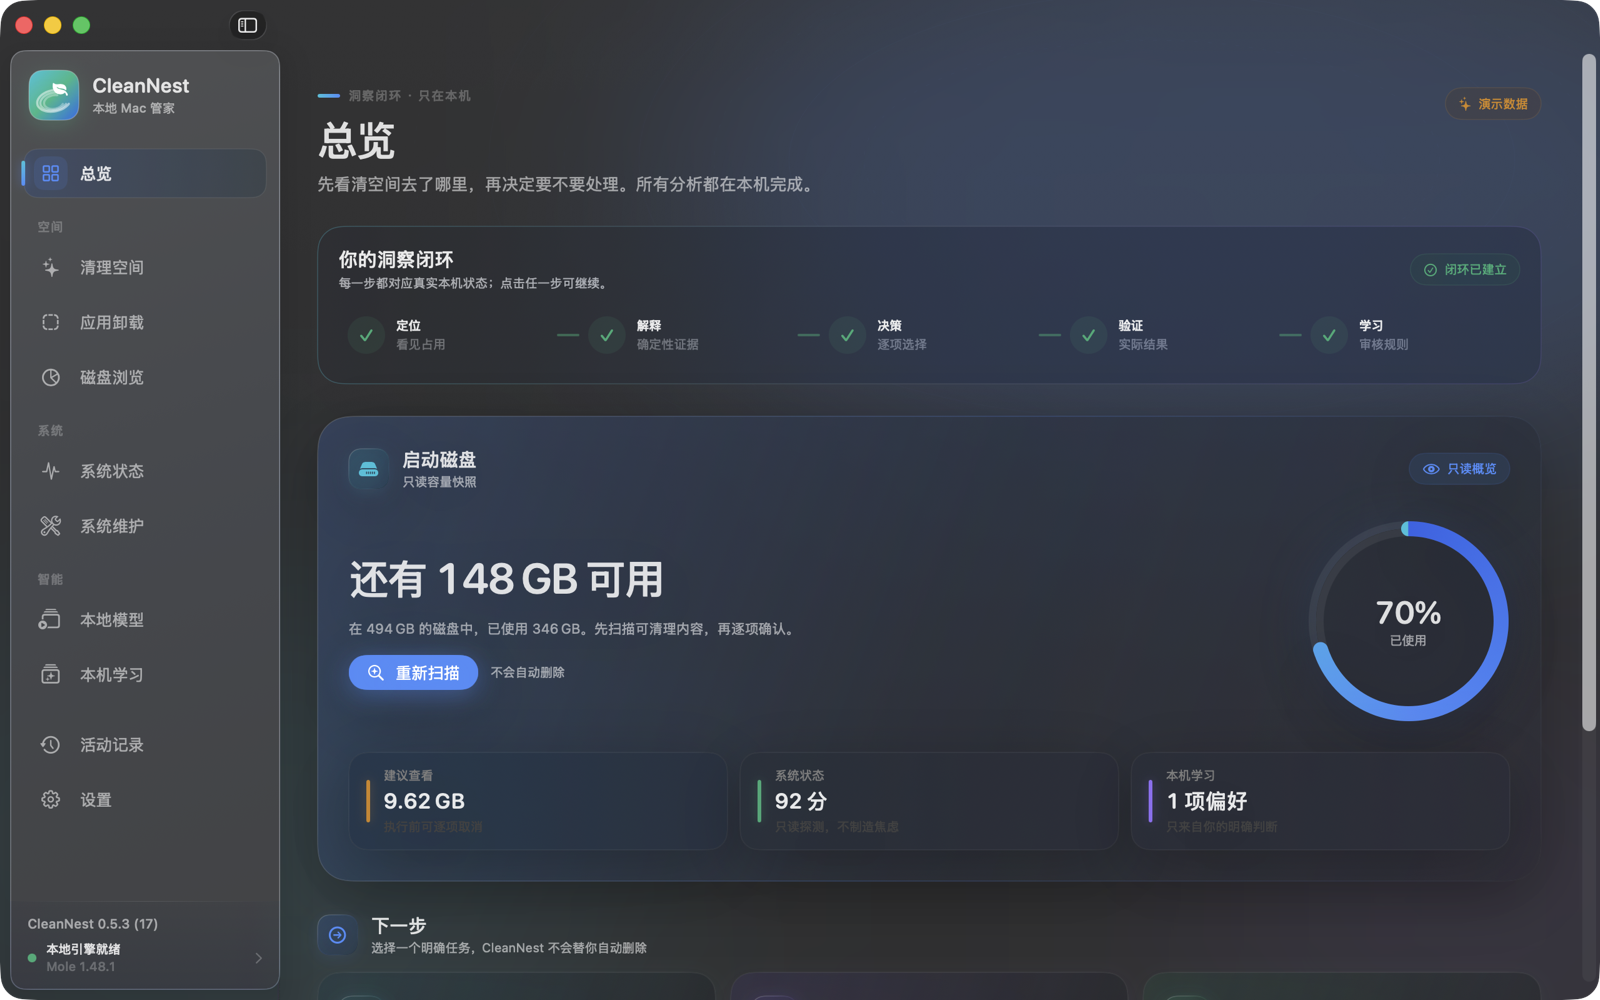 CleanNest
本地 Mac 管家
总览
空间
清理空间
应用卸载
磁盘浏览
系统
系统状态
系统维护
智能
本地模型
本机学习
活动记录
设置
CleanNest 0.5.3 (17)
本地引擎就绪
Mole 1.48.1
洞察闭环 · 只在本机
总览
先看清空间去了哪里，再决定要不要处理。所有分析都在本机完成。
演示数据
你的洞察闭环
每一步都对应真实本机状态；点击任一步可继续。
闭环已建立
定位
看见占用
解释
确定性证据
决策
逐项选择
验证
实际结果
学习
审核规则
启动磁盘
只读容量快照
只读概览
还有 148 GB 可用
在 494 GB 的磁盘中，已使用 346 GB。先扫描可清理内容，再逐项确认。
重新扫描
不会自动删除
70%
已使用
建议查看
9.62 GB
执行前可逐项取消
系统状态
92 分
只读探测，不制造焦虑
本机学习
1 项偏好
只来自你的明确判断
下一步
选择一个明确任务，CleanNest 不会替你自动删除